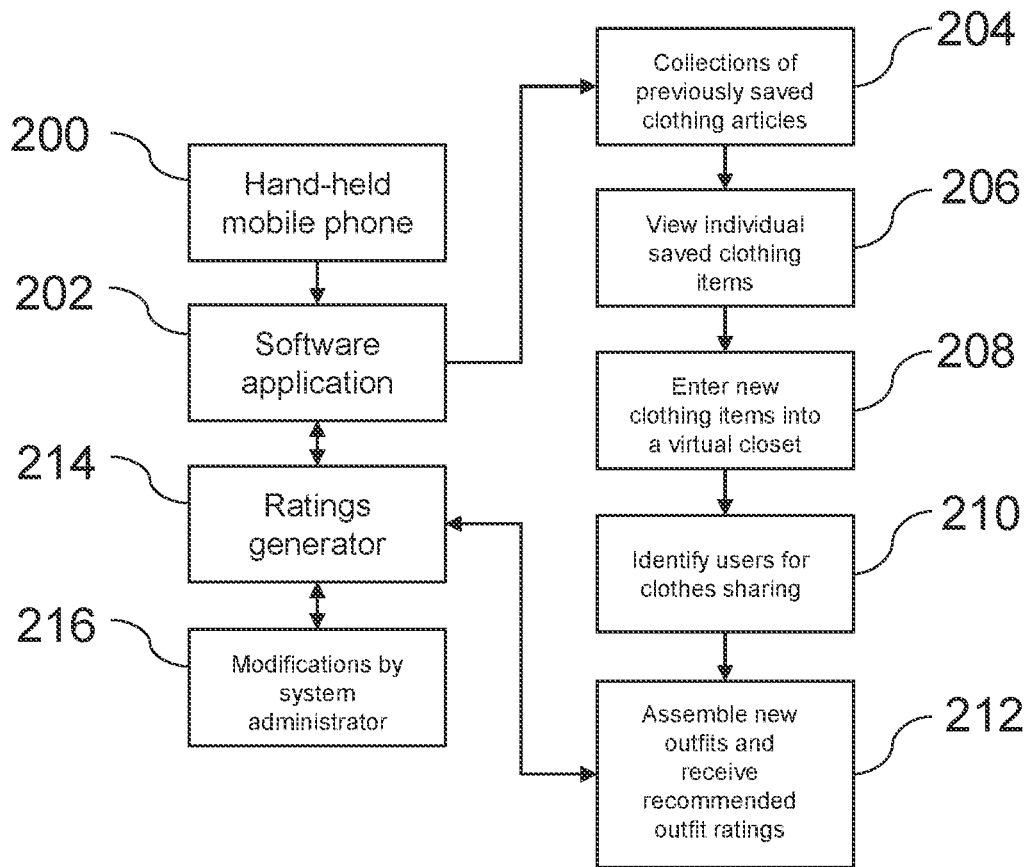 200
Hand-held
mobile phone
202
Software
application
214
Ratings
generator
216
Modifications by
system
administrator
204
Collections of
previously saved
clothing articles
206
View individual
saved clothing
items
208
Enter new
clothing items into
a virtual closet
210
Identify users for
clothes sharing
212
Assemble new
outfits and
receive
recommended
outfit ratings